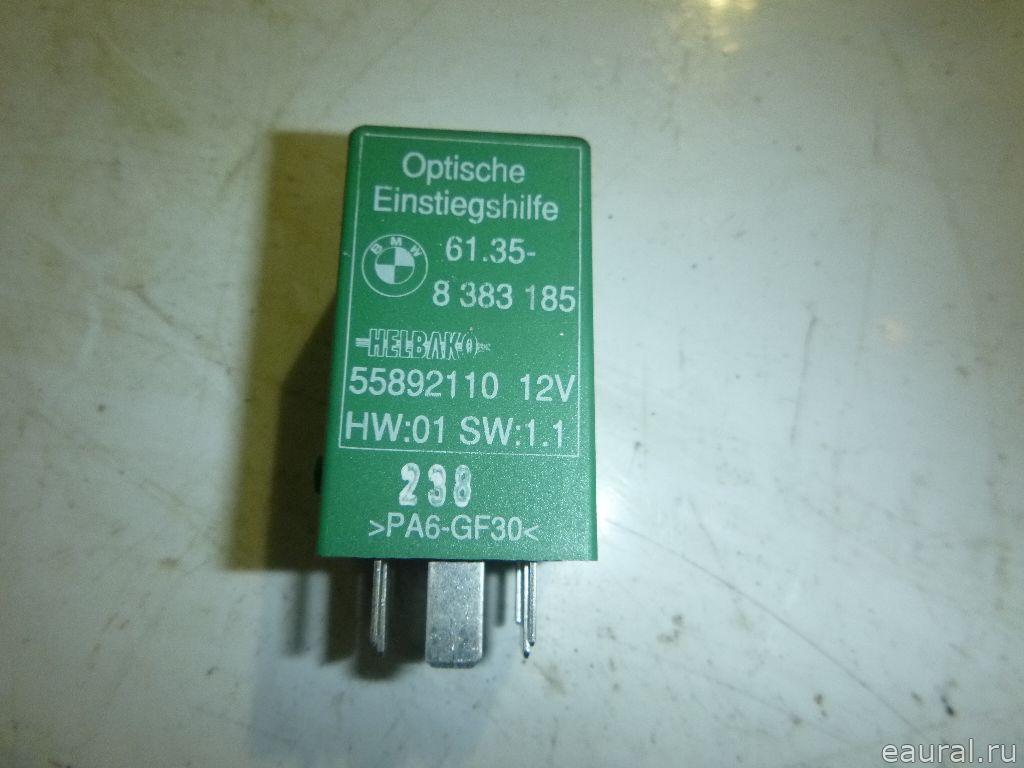 Optische
Einstiegshilfe
BMW 61.35-
8 383 185
HELBAKO
55892110 12V
HW:01 SW:1.1
238
>PA6-GF30<
eaural.ru